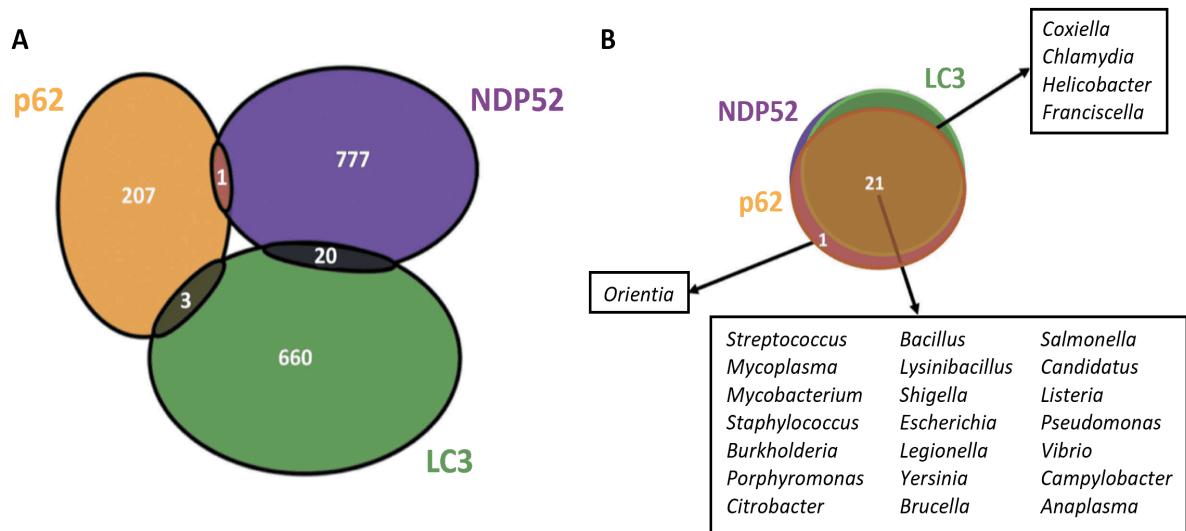 A
p62
NDP52
777
207
1
20
3
660
LC3
B
LC3
NDP52
p62
21
1
Coxiella
Chlamydia
Helicobacter
Franciscella
Orientia
Streptococcus Bacillus Salmonella
Mycoplasma Lysinibacillus Candidatus
Mycobacterium Shigella Listeria
Staphylococcus Escherichia Pseudomonas
Burkholderia Legionella Vibrio
Porphyromonas Yersinia Campylobacter
Citrobacter Brucella Anaplasma